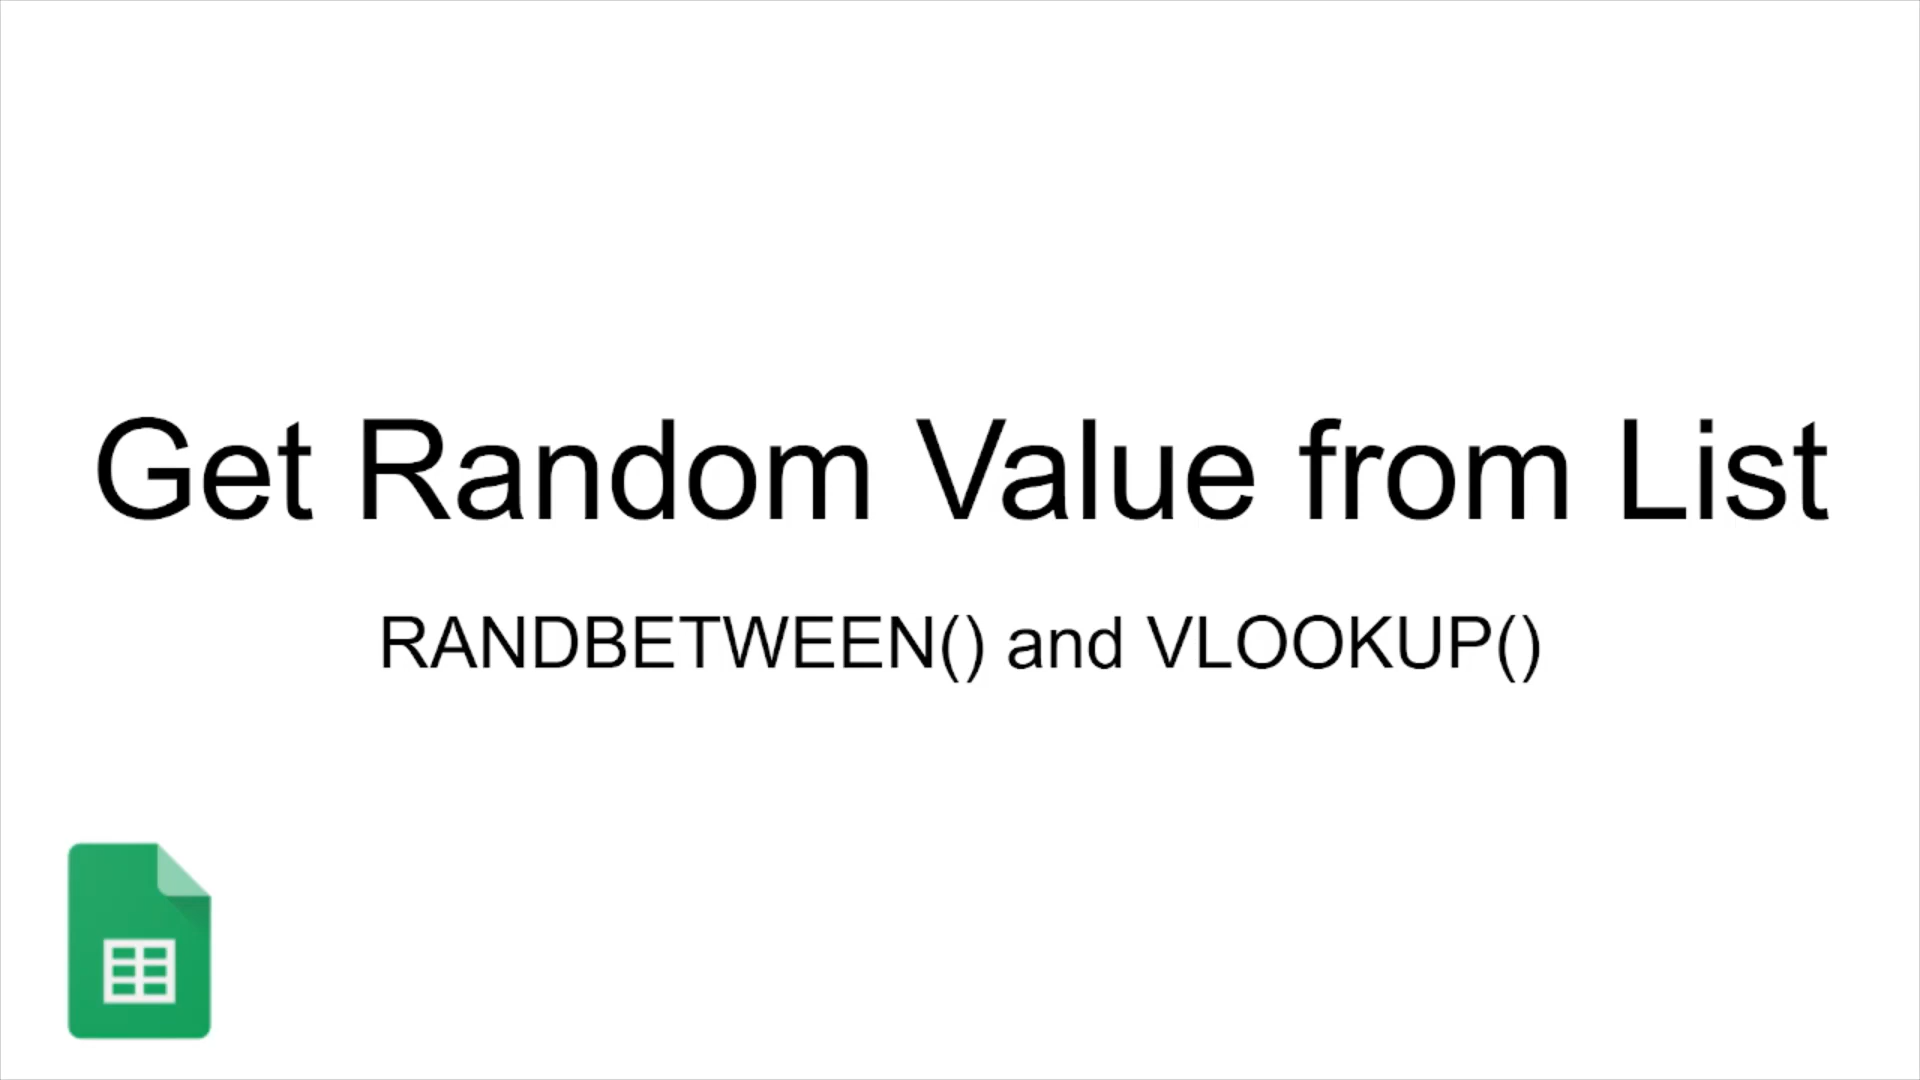 Get Random Value from List
RANDBETWEEN() and VLOOKUP()